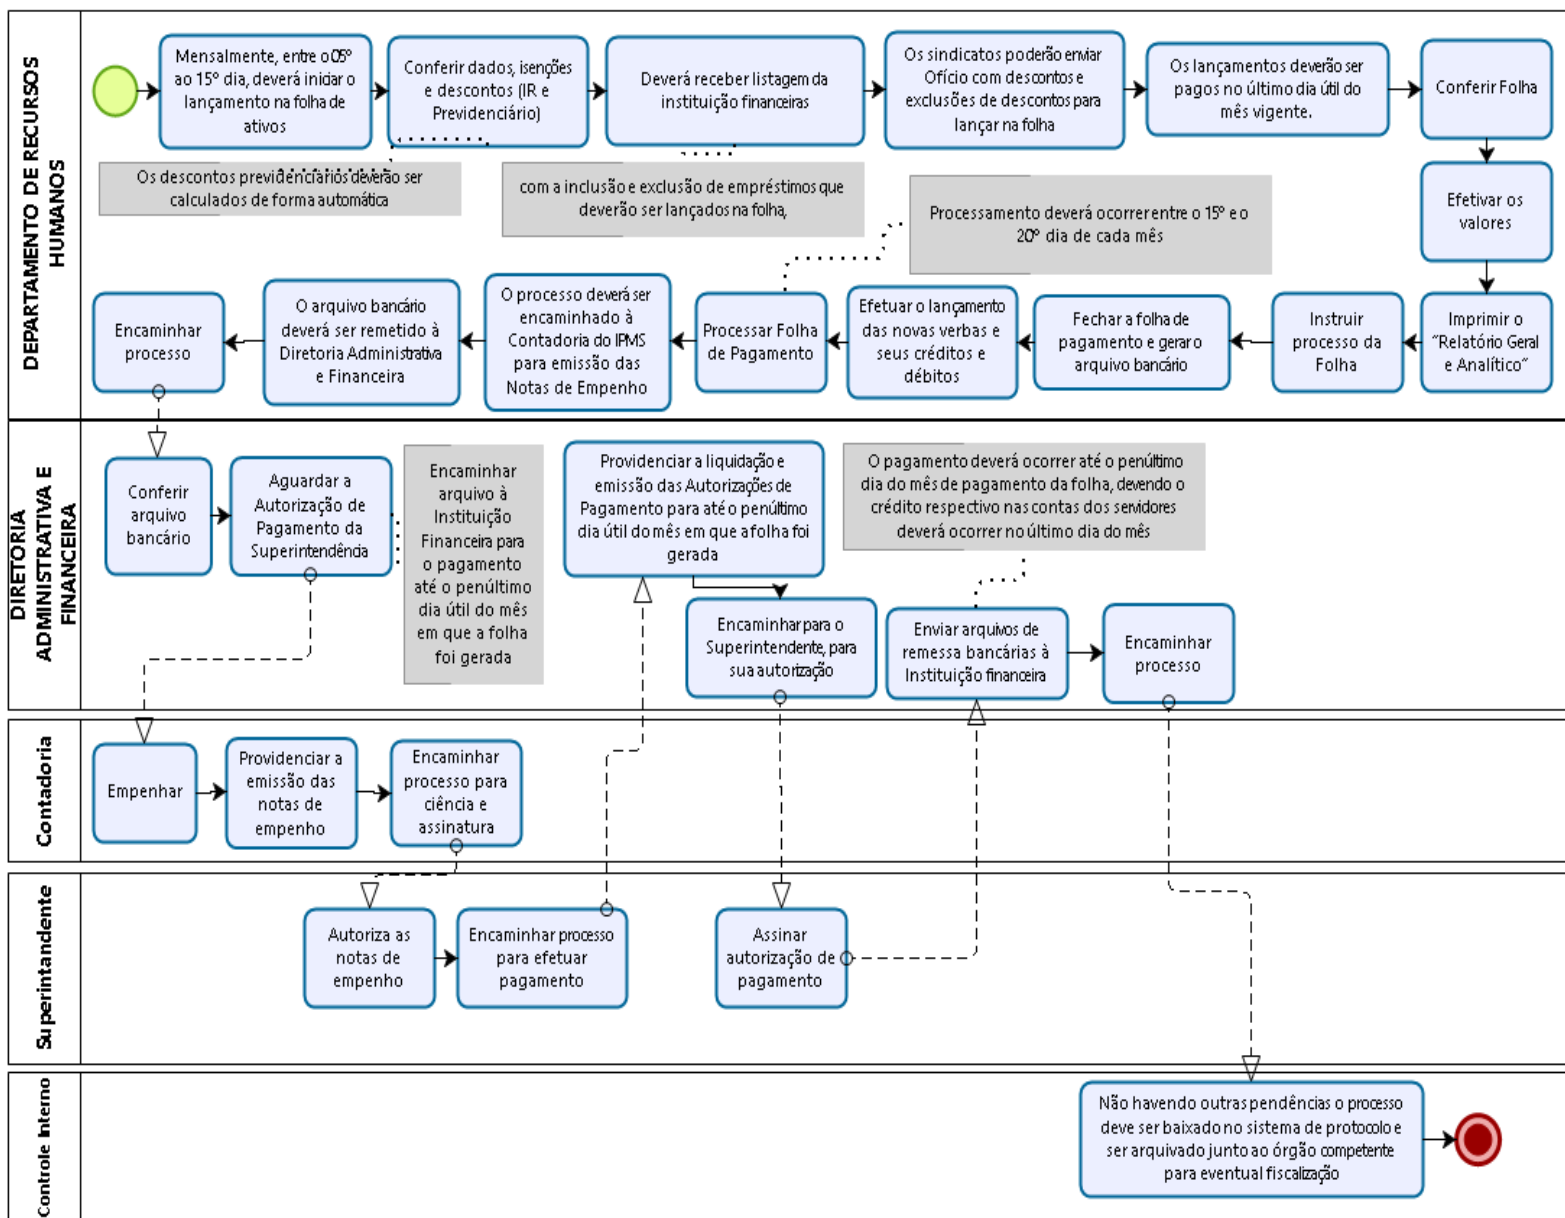 DEPARTAMENTO DE RECURSOS
HUMANOS
Mensalmente, entre o 05º
ao 15º dia, deverá iniciar o
lançamento na folha de
ativos
Conferir dados, isenções
e descontos (IR e
Previdenciário)
Deverá receber listagem da
instituição financeiras
Os sindicatos poderão enviar
Ofício com descontos e
exclusões de descontos para
lançar na folha
Os lançamentos deverão ser
pagos no último dia útil do
mês vigente.
Conferir Folha
Os descontos previdenciários deverão ser
calculados de forma automática
com a inclusão e exclusão de empréstimos que
deverão ser lançados na folha,
Processamento deverá ocorrer entre o 15º e o
20º dia de cada mês
Efetivar os
valores
Encaminhar
processo
O arquivo bancário
deverá ser remetido à
Diretoria Administrativa
e Financeira
O processo deverá ser
encaminhado à
Contadoria do IPMS
para emissão das
Notas de Empenho
Processar Folha
de Pagamento
Efetuar o lançamento
das novas verbas e
seus créditos e
débitos
Fechar a folha de
pagamento e gerar o
arquivo bancário
Instruir
processo da
Folha
Imprimir o
"Relatório Geral
e Analítico"
DIRETORIA
ADMINISTRATIVA E
FINANCEIRA
Conferir
arquivo
bancário
Aguardar a
Autorização de
Pagamento da
Superintendência
Encaminhar
arquivo à
Instituição
Financeira para
o pagamento
até o penúltimo
dia útil do mês
em que a folha
foi gerada
Providenciar a liquidação e
emissão das Autorizações de
Pagamento para até o penúltimo
dia útil do mês em que a folha foi
gerada
O pagamento deverá ocorrer até o penúltimo
dia do mês de pagamento da folha, devendo o
crédito respectivo nas contas dos servidores
deverá ocorrer no último dia do mês
Encaminhar para o
Superintendente, para
sua autorização
Enviar arquivos de
remessa bancárias à
Instituição financeira
Encaminhar
processo
Contadoria
Empenhar
Providenciar a
emissão das
notas de
empenho
Encaminhar
processo para
ciência e
assinatura
Superintandente
Autoriza as
notas de
empenho
Encaminhar processo
para efetuar
pagamento
Assinar
autorização de
pagamento
Controle Interno
Não havendo outras pendências o processo
deve ser baixado no sistema de protocolo e
ser arquivado junto ao órgão competente
para eventual fiscalização